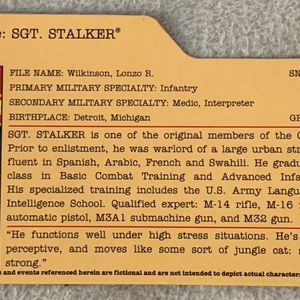 e: SGT. STALKER®
FILE NAME: Wilkinson, Lonzo R. SN
PRIMARY MILITARY SPECIALTY: Infantry
SECONDARY MILITARY SPECIALTY: Medic, Interpreter
BIRTHPLACE: Detroit, Michigan GR
SGT. STALKER is one of the original members of the
Prior to enlistment, he was warlord of a large urban str
fluent in Spanish, Arabic, French and Swahili. He gradu
class in Basic Combat Training and Advanced Infa
His specialized training includes the U.S. Army Langu
Intelligence School. Qualified expert: M-14 rifle, M-16
automatic pistol, M3A1 submachine gun, and M32 gun.
"He functions well under high stress situations. He's
perceptive, and moves like some sort of jungle cat: s
strong."
s and events referenced herein are fictional and are not intended to depict actual character